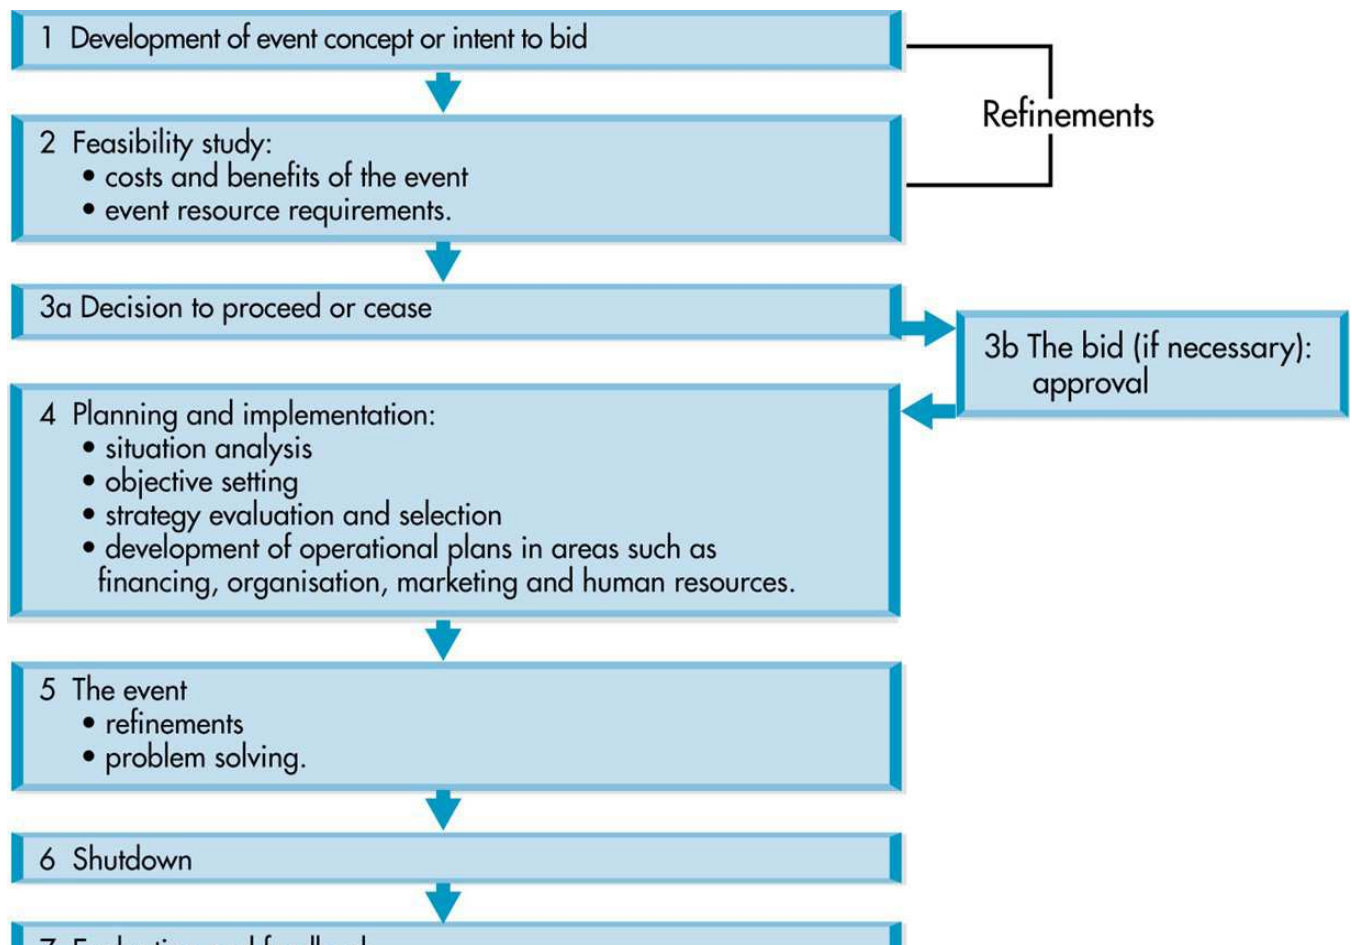 1 Development of event concept or intent to bid
Refinements
2 Feasibility study:
• costs and benefits of the event
• event resource requirements.
3a Decision to proceed or cease
3b The bid (if necessary):
approval
4 Planning and implementation:
• situation analysis
• objective setting
• strategy evaluation and selection
• development of operational plans in areas such as
financing, organisation, marketing and human resources.
5 The event
• refinements
• problem solving.
6 Shutdown